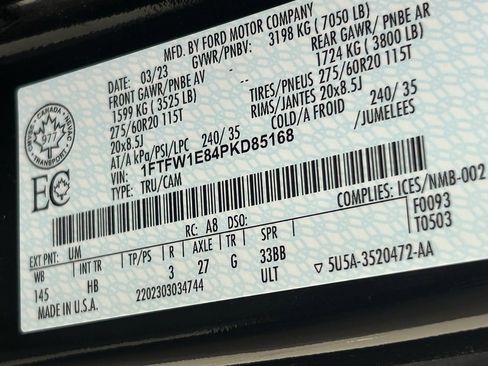 MFD. BY FORD MOTOR COMPANY
DATE: 03/23 GVWR/PNBV: 3198 KG (7050 LB)
FRONT GAWR/PNBE AV REAR GAWR/PNBE AR
1599 KG (3525 LB) 1724 KG (3800 LB)
275/60R20 115T TIRES/PNEUS 275/60R20 115T
20x8.5J RIMS/JANTES 20x8.5J
AT/A kPa/PSI/LPC 240/ 35 COLD/A FROID 240/ 35
VIN: 1FTFW1E84PKD85168 /JUMELEES
TYPE: TRU/CAM
CANADA
977
TRANSPORT
EC
COMPLIES: ICES/NMB-002
F0093
T0503
EXT PNT: UM RC: A8 DSO:
WB INT TR TP/PS R AXLE TR SPR
145 HB 3 27 G 33BB
MADE IN U.S.A. 2202303034744 ULT ▽ 5U5A-3520472-AA